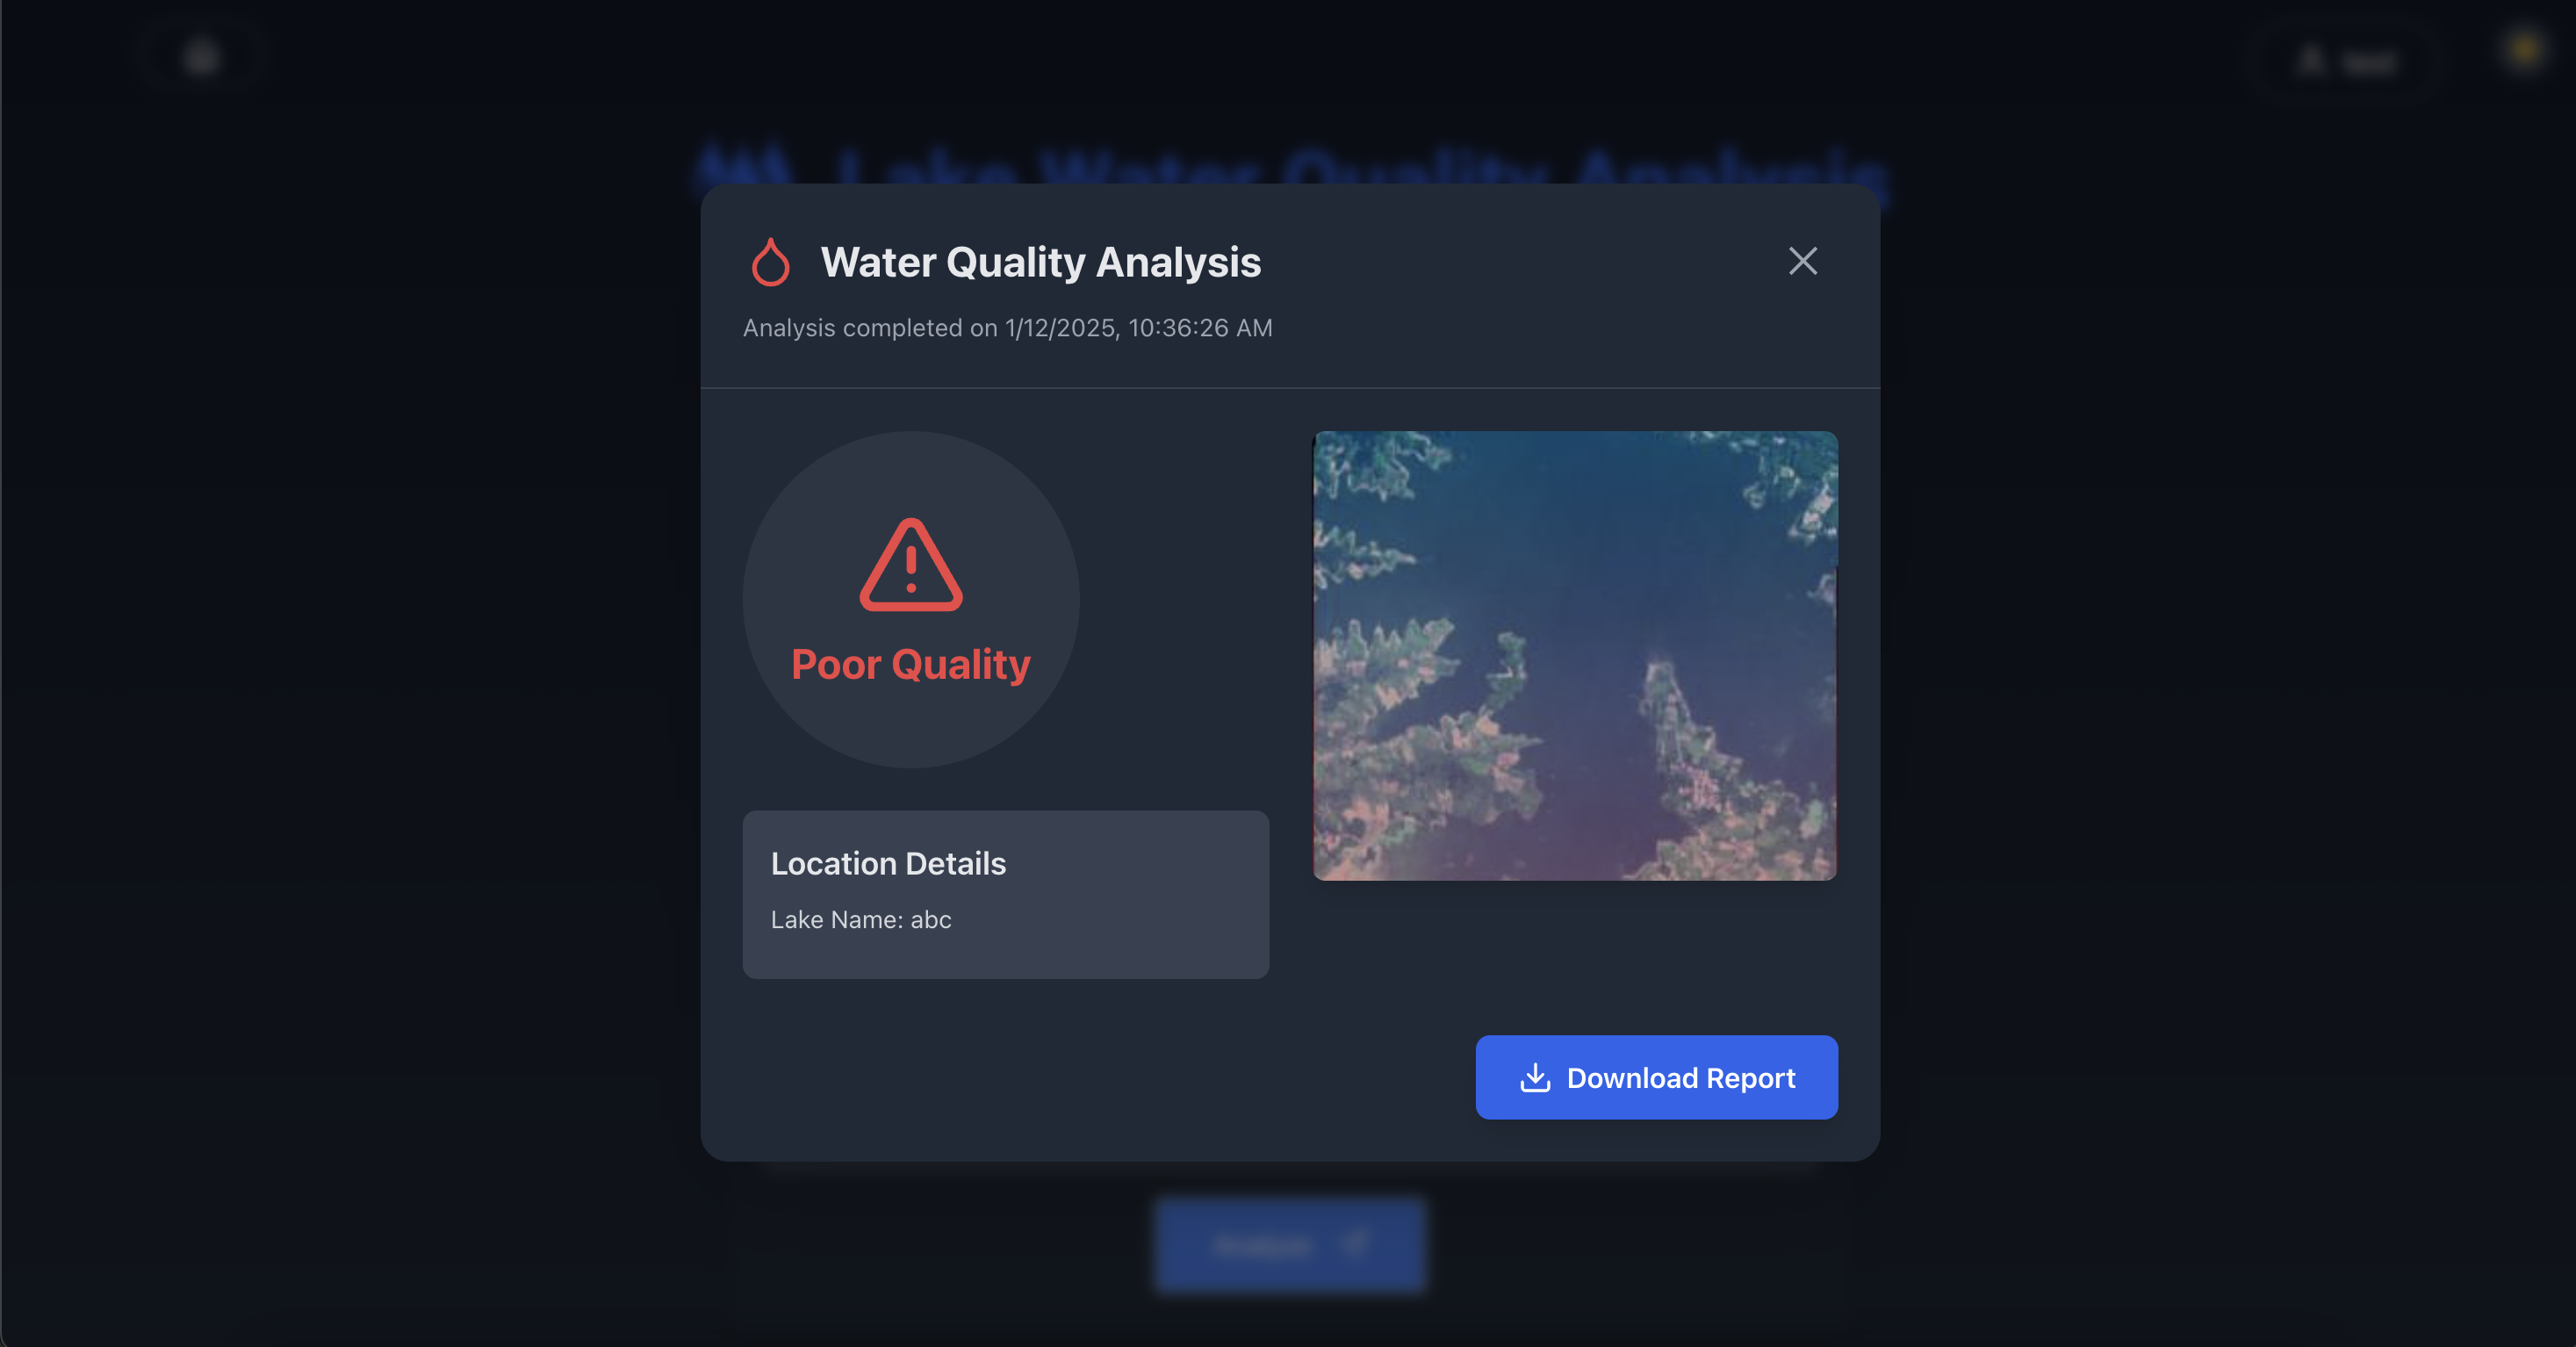 Lake Water Quality Analysis
Water Quality Analysis
Analysis completed on 1/12/2025, 10:36:26 AM
Poor Quality
Location Details
Lake Name: abc
Download Report